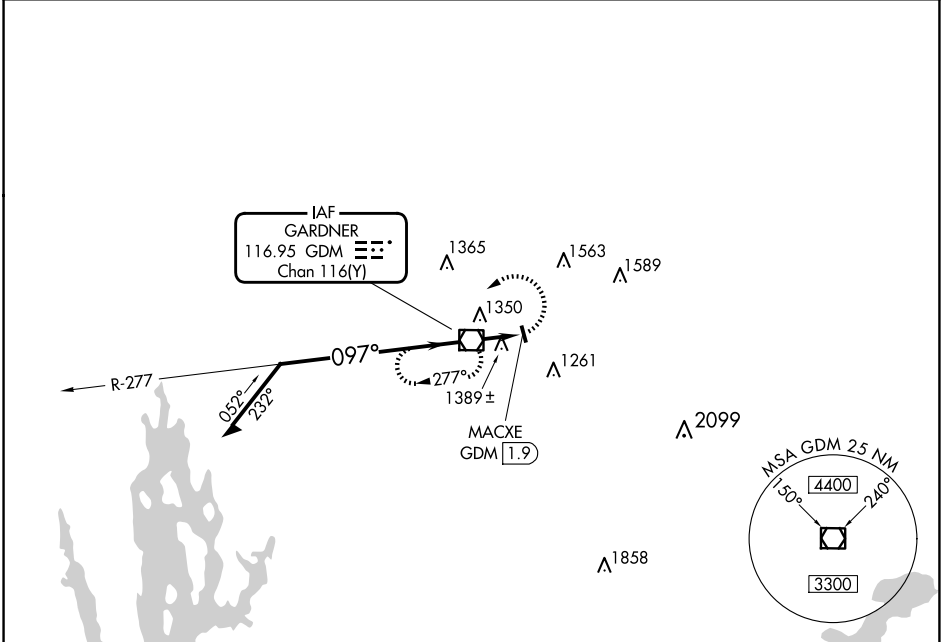 IAF
GARDNER
116.95 GDM
Chan 116(Y)
1365
1563
1589
1350
097°
R-277
277°
1261
1389 ±
052°
232°
MACXE
GDM 1.9
2099
MSA GDM 25 NM
150°
4400
240°
3300
1858